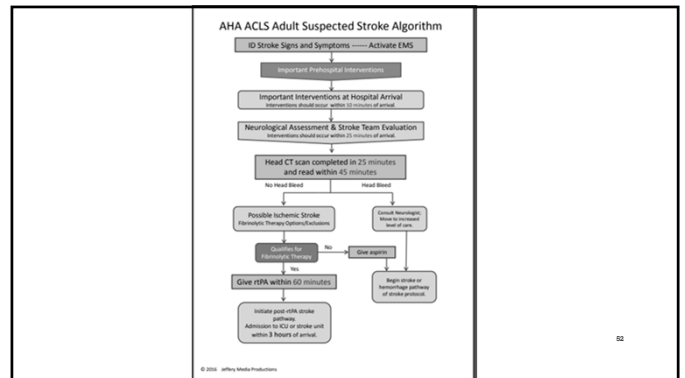 AHA ACLS Adult Suspected Stroke Algorithm
ID Stroke Signs and Symptoms ------ Activate EMS
Important Prehospital Interventions
Important Interventions at Hospital Arrival
Interventions should occur within 10 minutes of arrival.
Neurological Assessment & Stroke Team Evaluation
Interventions should occur within 25 minutes of arrival.
Head CT scan completed in 25 minutes
and read within 45 minutes
No Head Bleed
Head Bleed
Possible Ischemic Stroke
Fibrinolytic Therapy Options/Exclusions
Consult Neurologist;
Move to increased
level of care.
Qualifies for
Fibrinolytic Therapy
No
Give aspirin
Yes
Give rtPA within 60 minutes
Begin stroke or
hemorrhage pathway
of stroke protocol.
Initiate post-rtPA stroke
pathway.
Admission to ICU or stroke unit
within 3 hours of arrival.
52
© 2016 Jeffery Media Productions